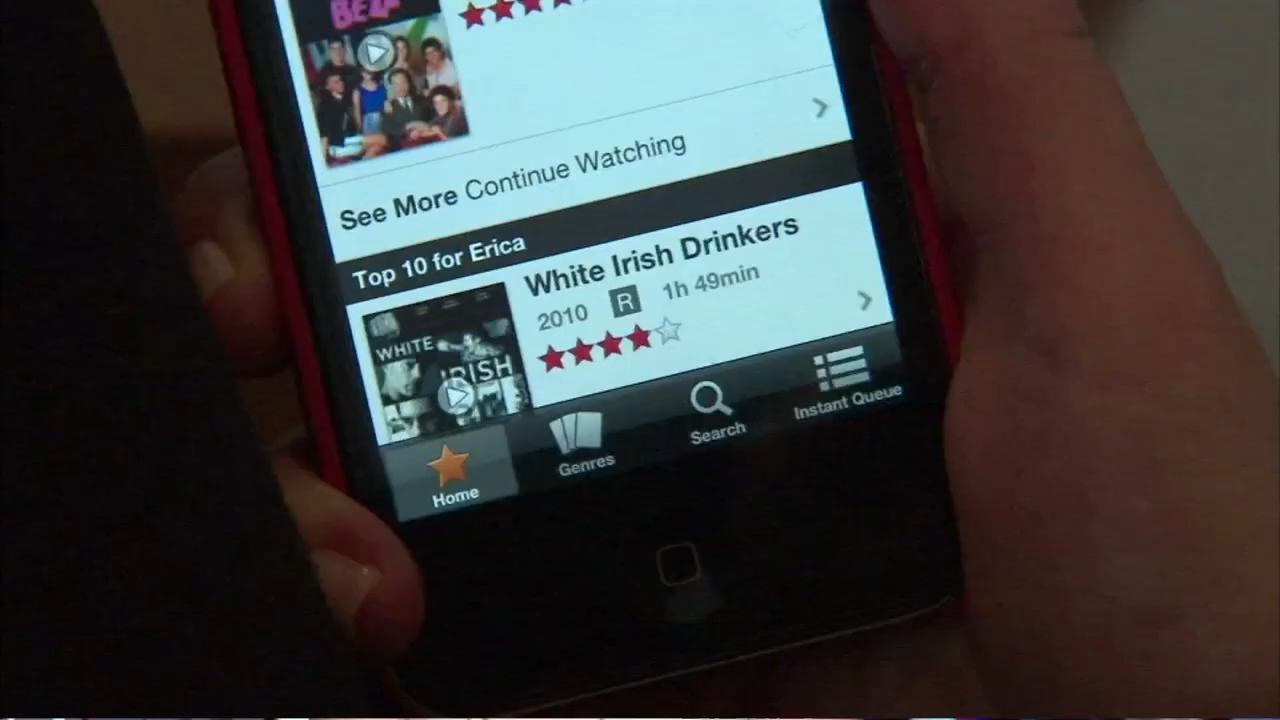 See More Continue Watching
Top 10 for Erica
White Irish Drinkers
2010 R 1h 49min
WHITE
IRISH
Home
Genres
Search
Instant Queue